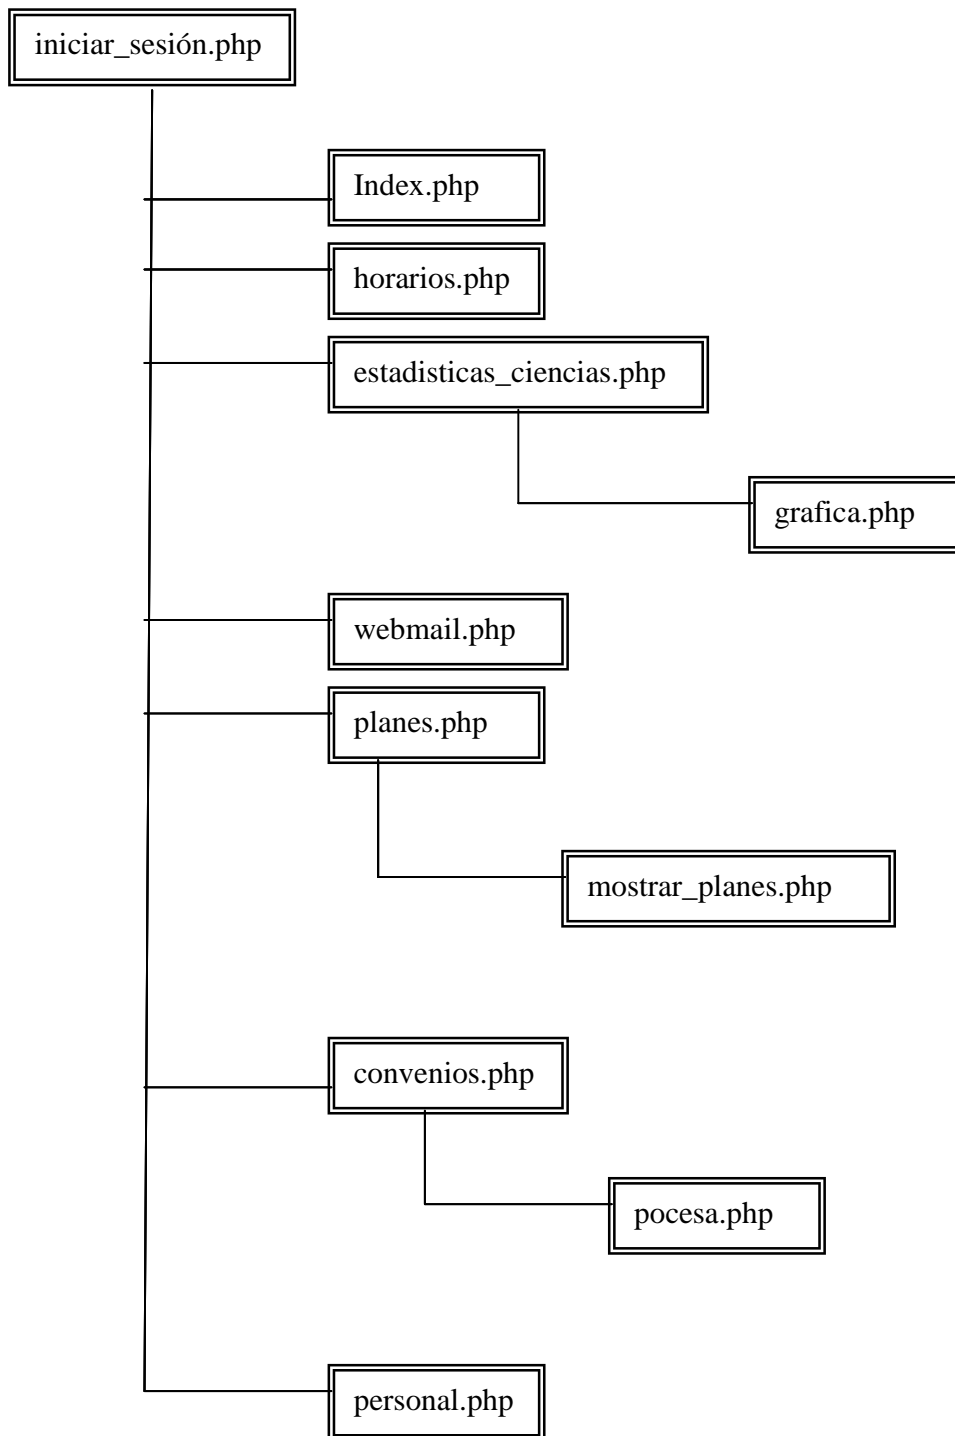 iniciar_sesión.php
Index.php
horarios.php
estadisticas_ciencias.php
grafica.php
webmail.php
planes.php
mostrar_planes.php
convenios.php
pocesa.php
personal.php